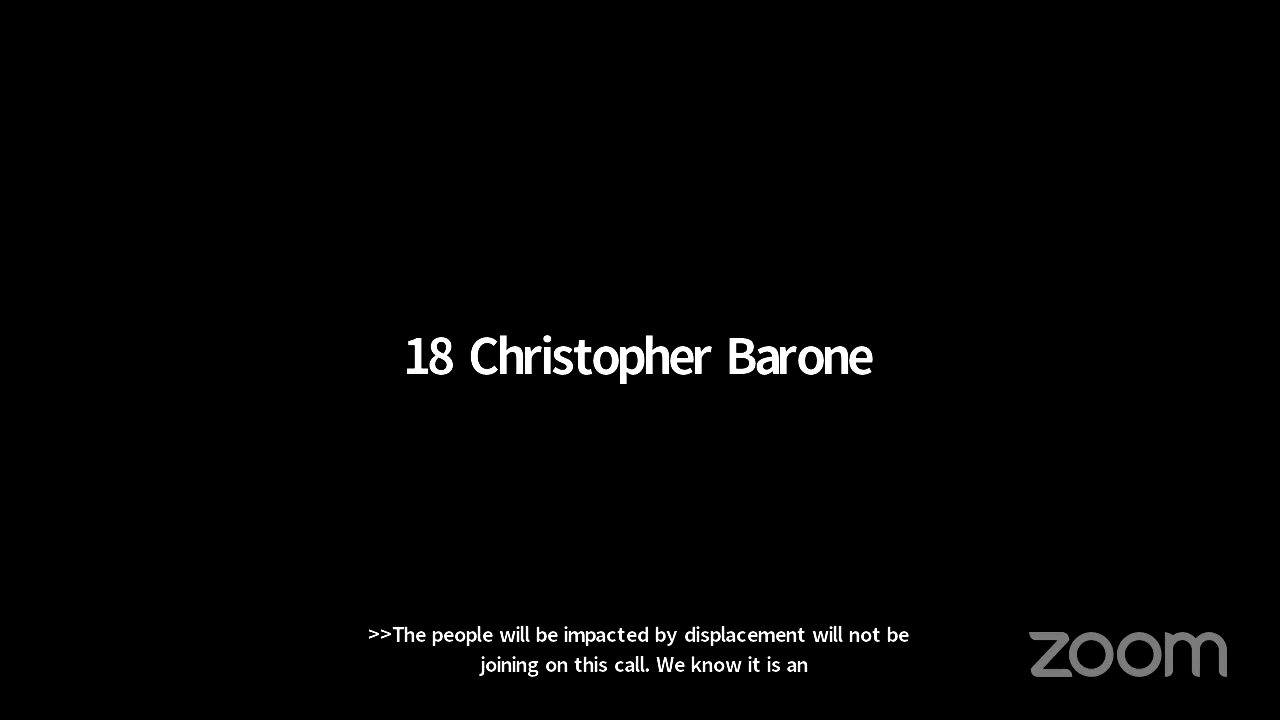 18 Christopher Barone
>>The people will be impacted by displacement will not be
joining on this call. We know it is an
zoom